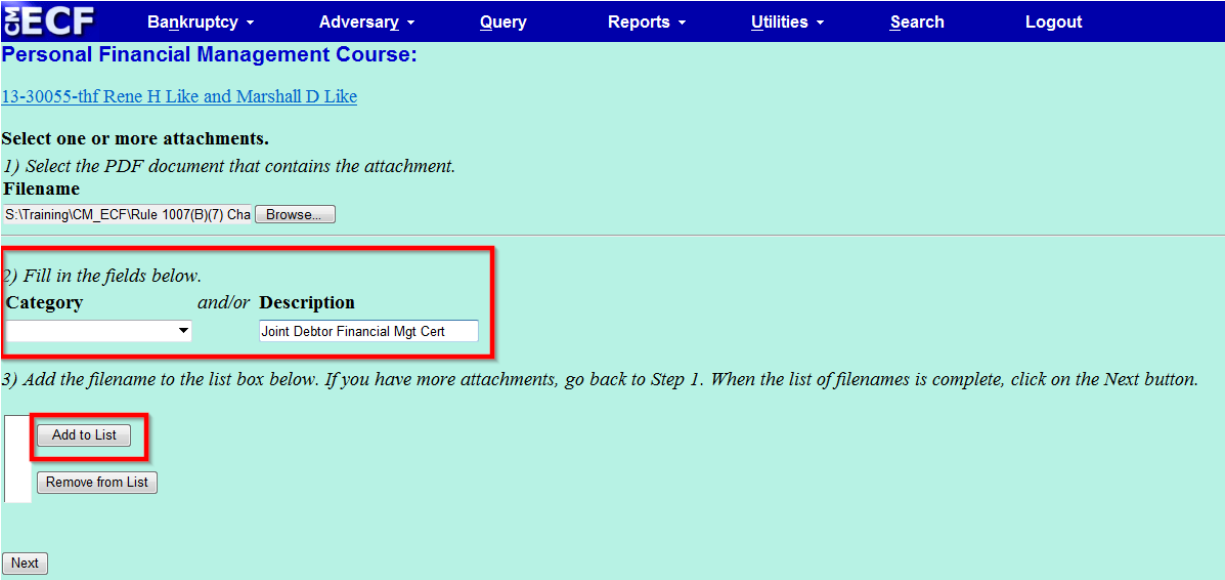 CM ECF Bankruptcy Adversary Query Reports Utilities Search Logout
Personal Financial Management Course:
13-30055-thf Rene H Like and Marshall D Like
Select one or more attachments.
1) Select the PDF document that contains the attachment.
Filename
S:\Training\CM_ECF\Rule 1007(B)(7) Cha Browse...
2) Fill in the fields below.
Category and/or Description
Joint Debtor Financial Mgt Cert
3) Add the filename to the list box below. If you have more attachments, go back to Step 1. When the list of filenames is complete, click on the Next button.
Add to List
Remove from List
Next